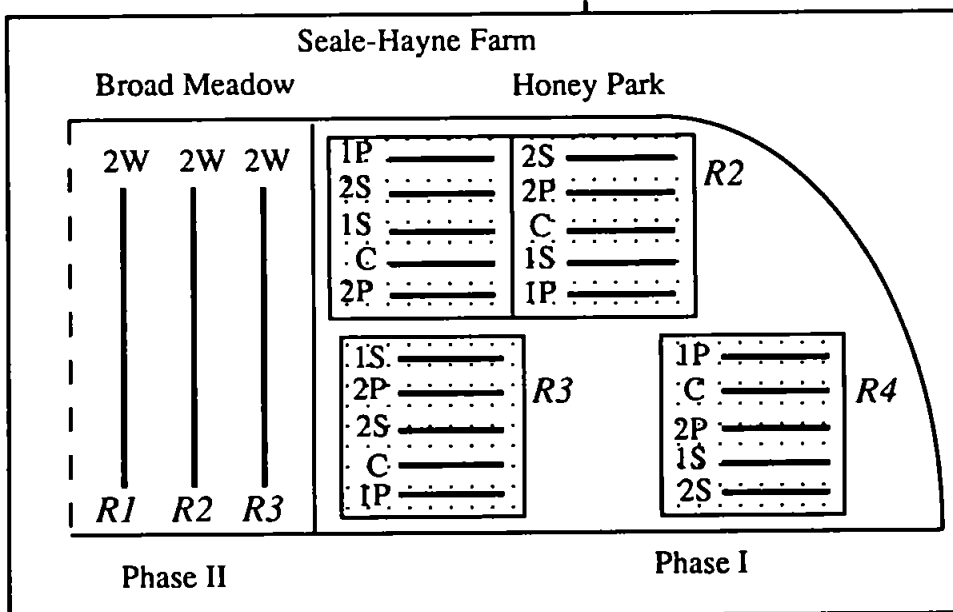 Seale-Hayne Farm
Broad Meadow
Honey Park
2W 2W 2W
R1 R2 R3
Phase II
1P
2S
1S
C
2P
2S
2P
C
1S
1P
R2
1S
2P
2S
C
1P
R3
1P
C
2P
1S
2S
R4
Phase I